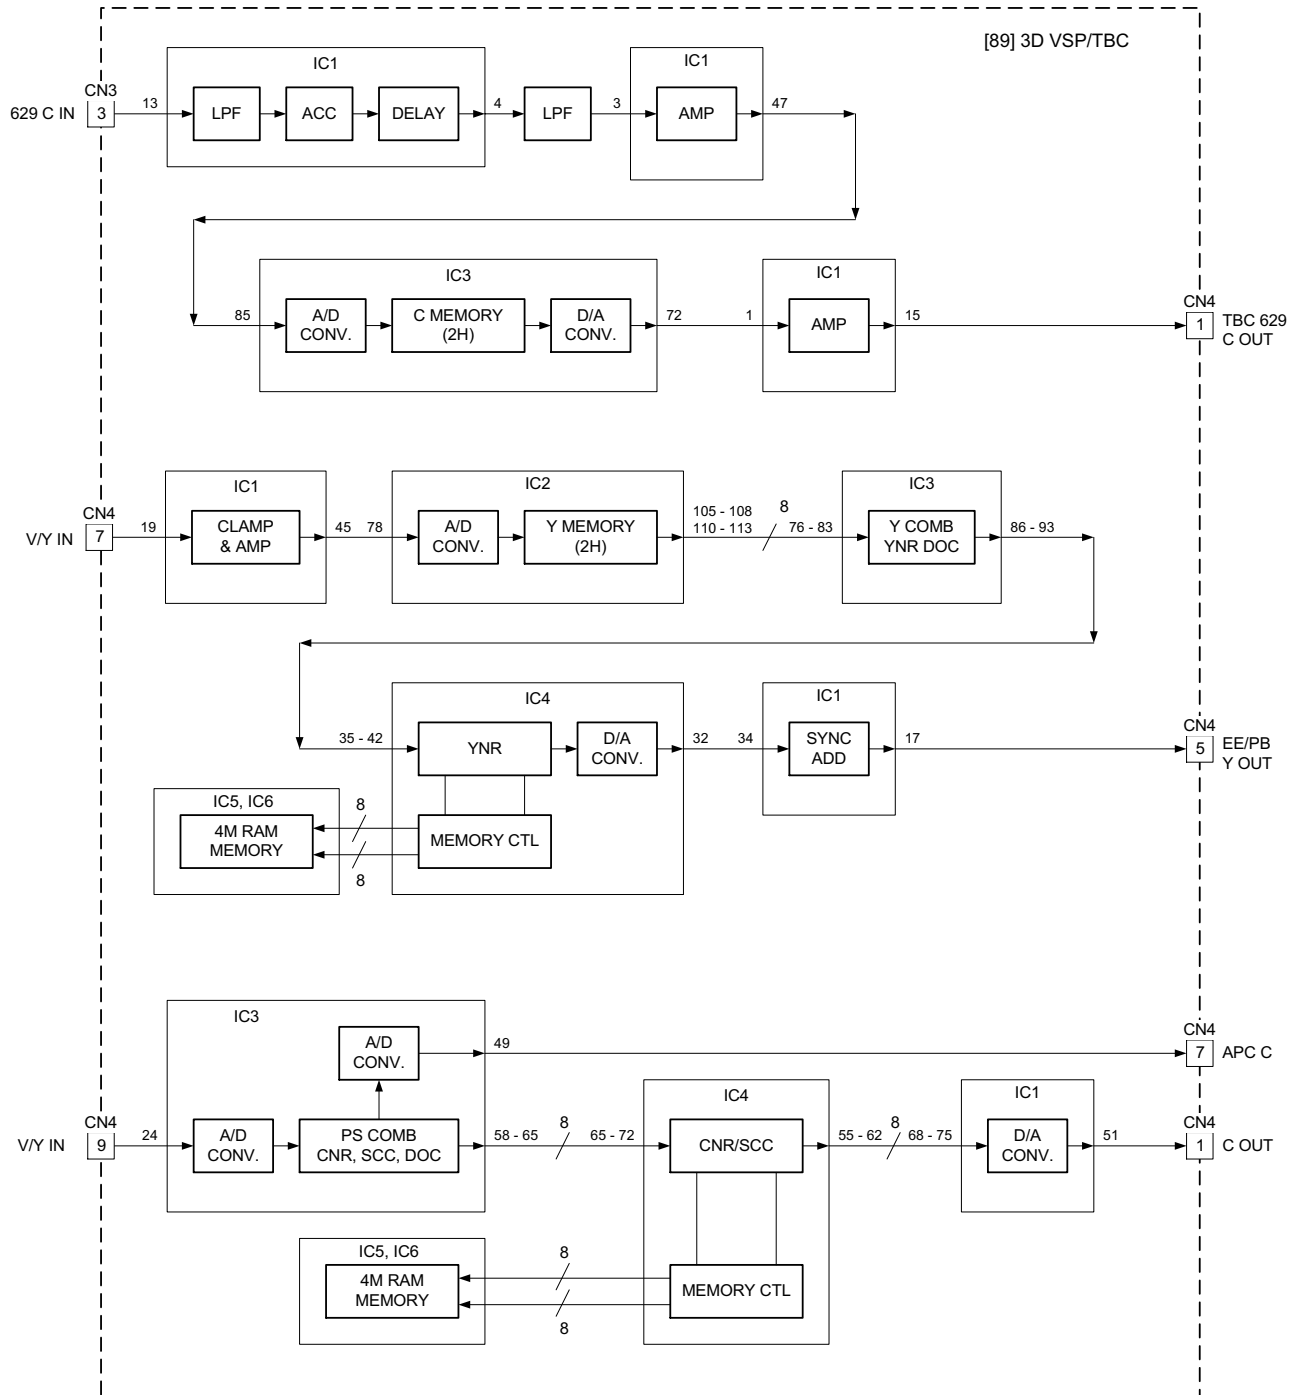 [89] 3D VSP/TBC
IC1
IC1
CN3
629 C IN
3
13
LPF
ACC
DELAY
4
LPF
3
AMP
47
IC3
IC1
CN4
85
A/D
CONV.
C MEMORY
(2H)
D/A
CONV.
72
1
AMP
15
1
TBC 629
C OUT
IC1
IC2
IC3
CN4
V/Y IN
7
19
CLAMP
& AMP
45
78
A/D
CONV.
Y MEMORY
(2H)
105 - 108
110 - 113
8
76 - 83
Y COMB
YNR DOC
86 - 93
IC4
IC1
CN4
35 - 42
YNR
D/A
CONV.
32
34
SYNC
ADD
17
5
EE/PB
Y OUT
IC5, IC6
4M RAM
MEMORY
8
8
MEMORY CTL
IC3
A/D
CONV.
49
CN4
7
APC C
IC4
IC1
CN4
V/Y IN
9
24
A/D
CONV.
PS COMB
CNR, SCC, DOC
58 - 65
8
65 - 72
CNR/SCC
55 - 62
8
68 - 75
D/A
CONV.
51
CN4
1
C OUT
IC5, IC6
4M RAM
MEMORY
8
8
MEMORY CTL